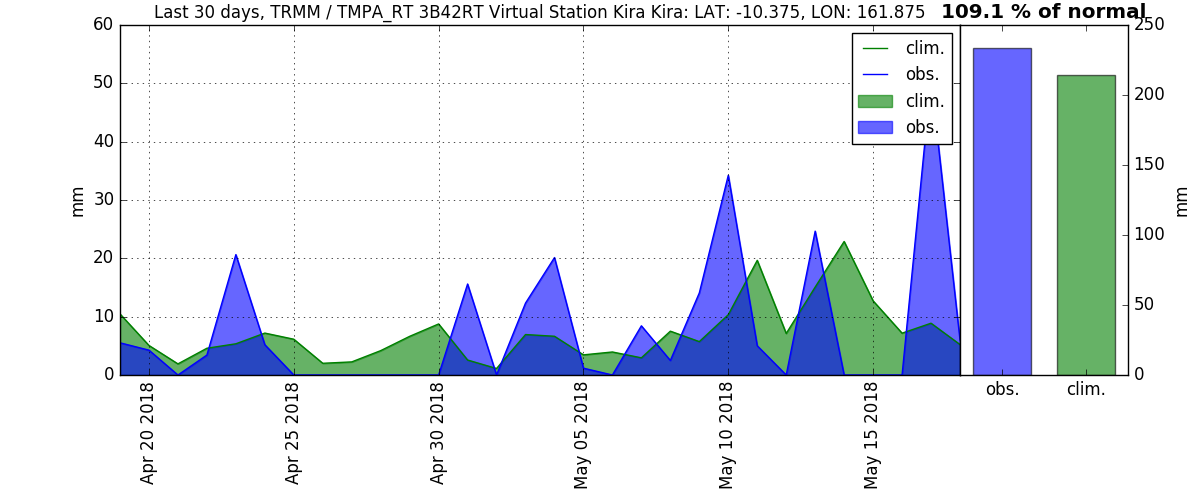 Last 30 days, TRMM / TMPA_RT 3B42RT Virtual Station Kira Kira: LAT: -10.375, LON: 161.875 109.1 % of normal
60
50
40
30
20
10
0
mm
clim.
obs.
clim.
obs.
Apr 20 2018
Apr 25 2018
Apr 30 2018
May 05 2018
May 10 2018
May 15 2018
250
200
150
100
50
0
mm
obs.
clim.